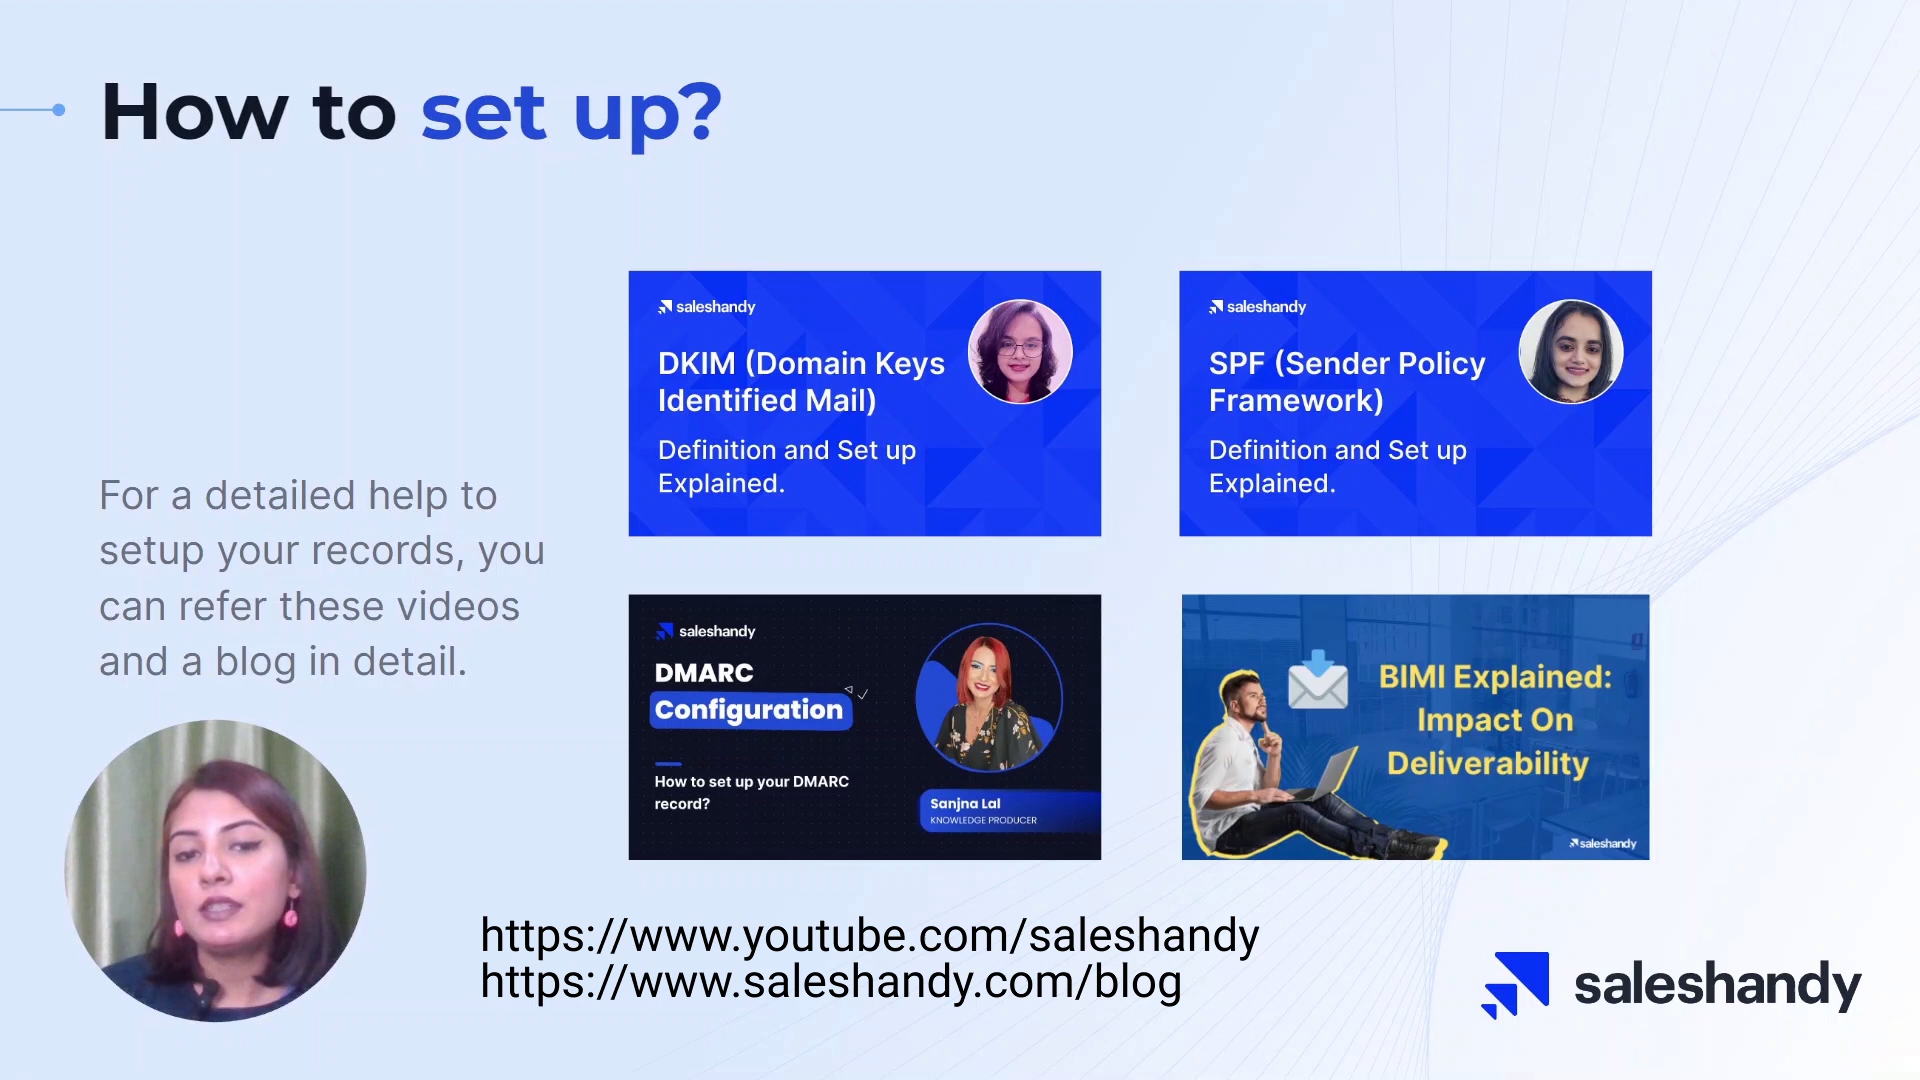 How to set up?
For a detailed help to
setup your records, you
can refer these videos
and a blog in detail.
saleshandy
DKIM (Domain Keys
Identified Mail)
Definition and Set up
Explained.
saleshandy
SPF (Sender Policy
Framework)
Definition and Set up
Explained.
saleshandy
DMARC
Configuration
How to set up your DMARC
record?
Sanjna Lal
KNOWLEDGE PRODUCER
BIMI Explained:
Impact On
Deliverability
saleshandy
https://www.youtube.com/saleshandy
https://www.saleshandy.com/blog
saleshandy